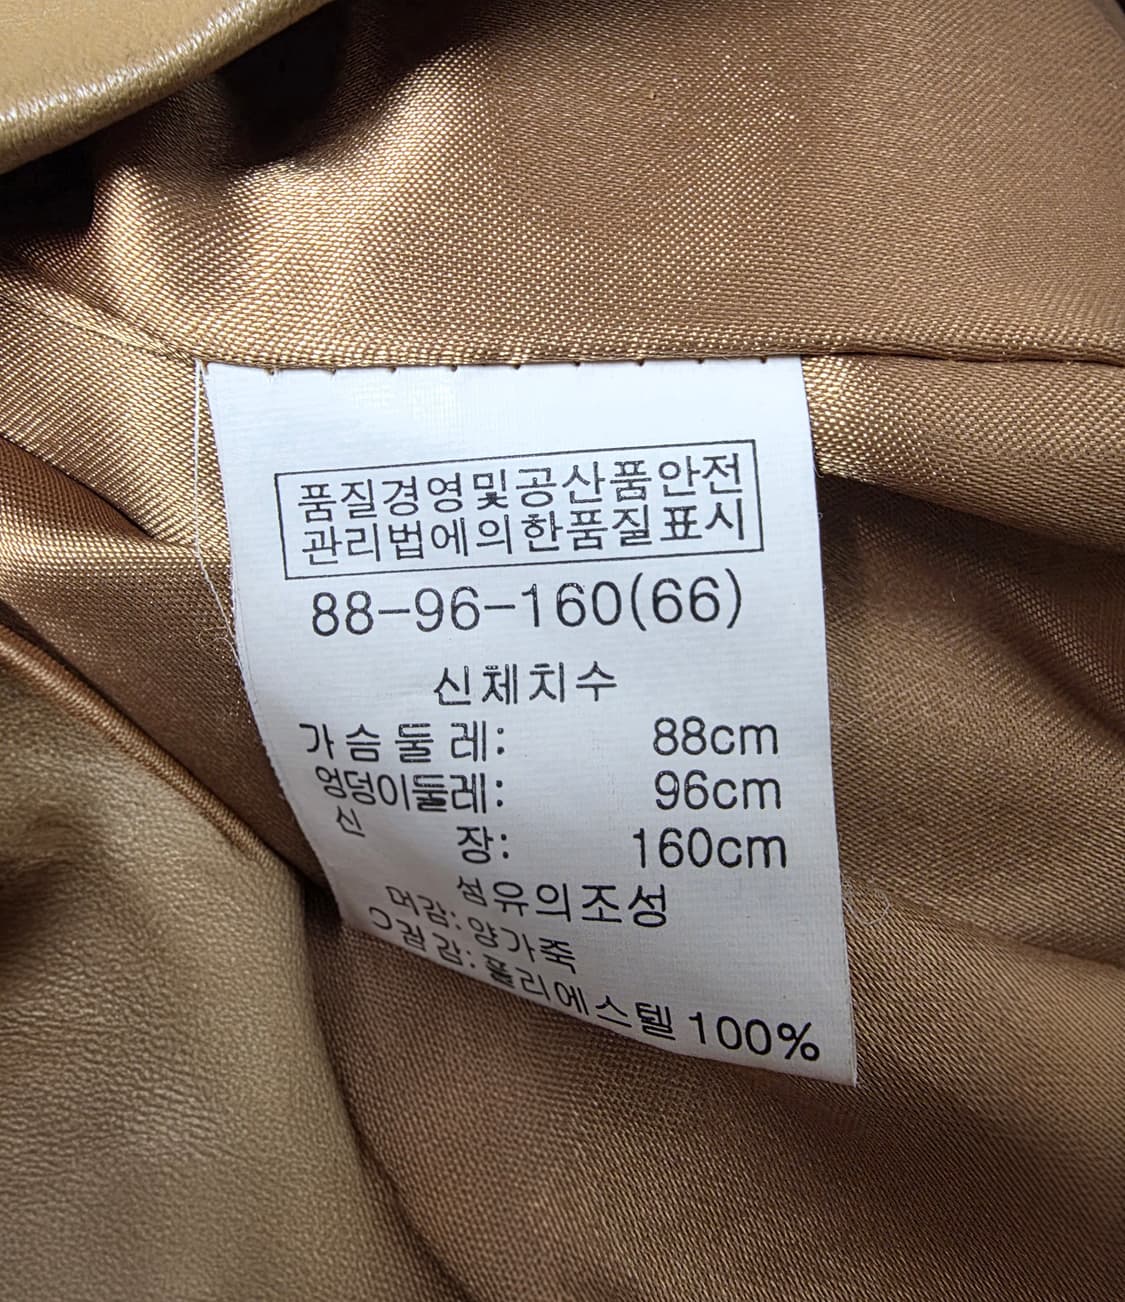 품질경영및공산품안전
관리법에의한품질표시
88-96-160(66)
신체치수
가슴둘레: 88cm
엉덩이둘레: 96cm
신장: 160cm
섬유의조성
겉감: 양가죽
폴리에스텔 100%